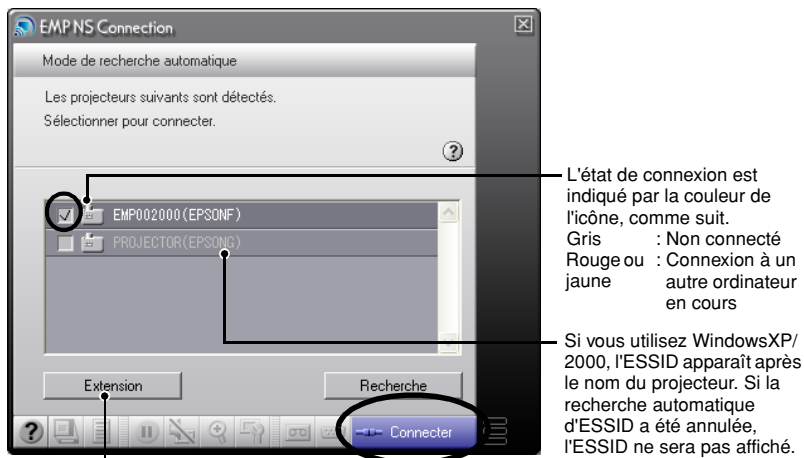 EMP NS Connection
Mode de recherche automatique
Les projecteurs suivants sont détectés.
Sélectionner pour connecter.
?
EMP002000(EPSONF)
PROJECTOR(EPSONG)
Extension
Recherche
?
Connecter
L'état de connexion est
indiqué par la couleur de
l'icône, comme suit.
Gris : Non connecté
Rouge ou : Connexion à un
jaune autre ordinateur
en cours
Si vous utilisez WindowsXP/
2000, l'ESSID apparaît après
le nom du projecteur. Si la
recherche automatique
d'ESSID a été annulée,
l'ESSID ne sera pas affiché.